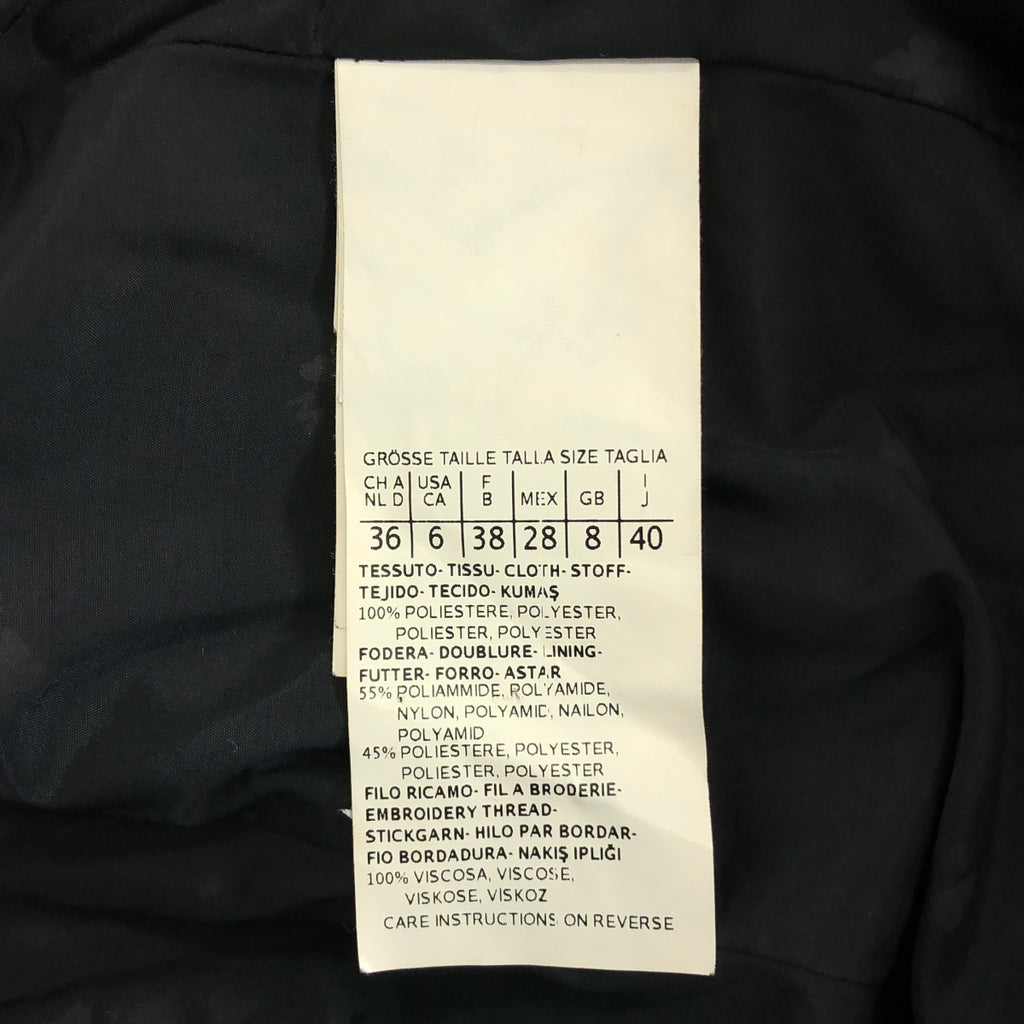 GRÖSSE TAILLE TALLA SIZE TAGLIA
CH A USA F I
NL D CA B MEX GB J
36 6 38 28 8 40
TESSUTO- TISSU- CLOTH- STOFF-
TEJIDO- TECIDO- KUMAŞ
100% POLIESTERE, POLYESTER,
POLIESTER, POLYESTER
FODERA- DOUBLURE- LINING-
FUTTER- FORRO- ASTAR
55% POLIAMMIDE, POLYAMIDE,
NYLON, POLYAMID, NAILON,
POLYAMID
45% POLIESTERE, POLYESTER,
POLIESTER, POLYESTER
FILO RICAMO- FIL A BRODERIE-
EMBROIDERY THREAD-
STICKGARN- HILO PAR BORDAR-
FIO BORDADURA- NAKIŞ IPLIĞI
100% VISCOSA, VISCOSE,
VISKOSE, VİSKOZ
CARE INSTRUCTIONS ON REVERSE